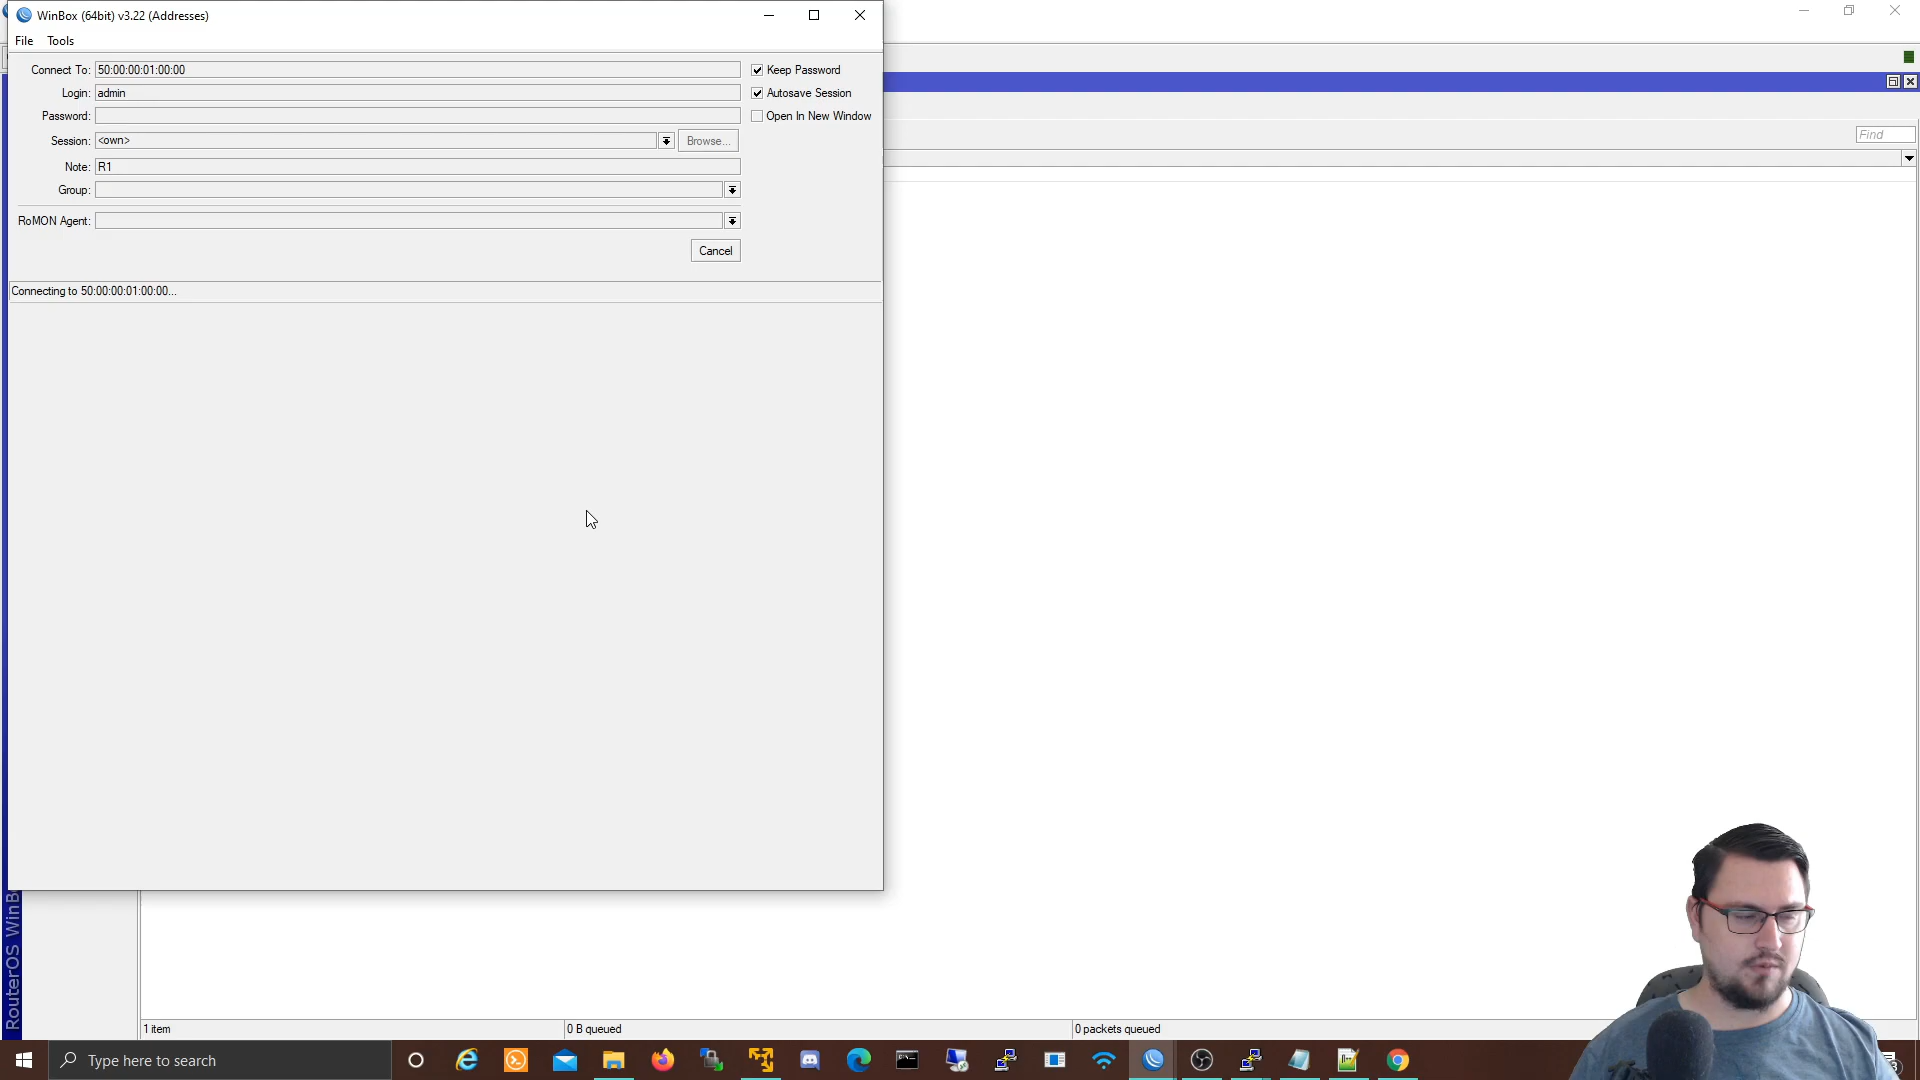 WinBox (64bit) v3.22 (Addresses)
File Tools
Connect To: 50:00:00:01:00:00
Keep Password
Login: admin
Autosave Session
Password:
Open In New Window
Session: <own>
Browse...
Note: R1
Group:
RoMON Agent:
Cancel
Connecting to 50:00:00:01:00:00...
Find
RouterOS WinB
1 item
0 B queued
0 packets queued
Type here to search